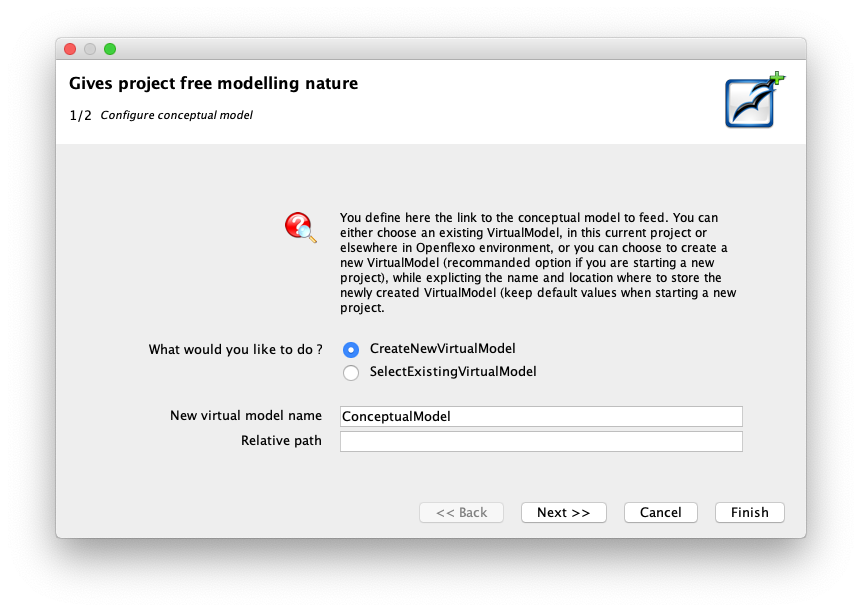 Gives project free modelling nature
1/2 Configure conceptual model
You define here the link to the conceptual model to feed. You can
either choose an existing VirtualModel, in this current project or
elsewhere in Openflexo environment, or you can choose to create a
new VirtualModel (recommanded option if you are starting a new
project), while explicting the name and location where to store the
newly created VirtualModel (keep default values when starting a new
project.
What would you like to do ?
CreateNewVirtualModel
SelectExistingVirtualModel
New virtual model name ConceptualModel
Relative path
<< Back Next >> Cancel Finish